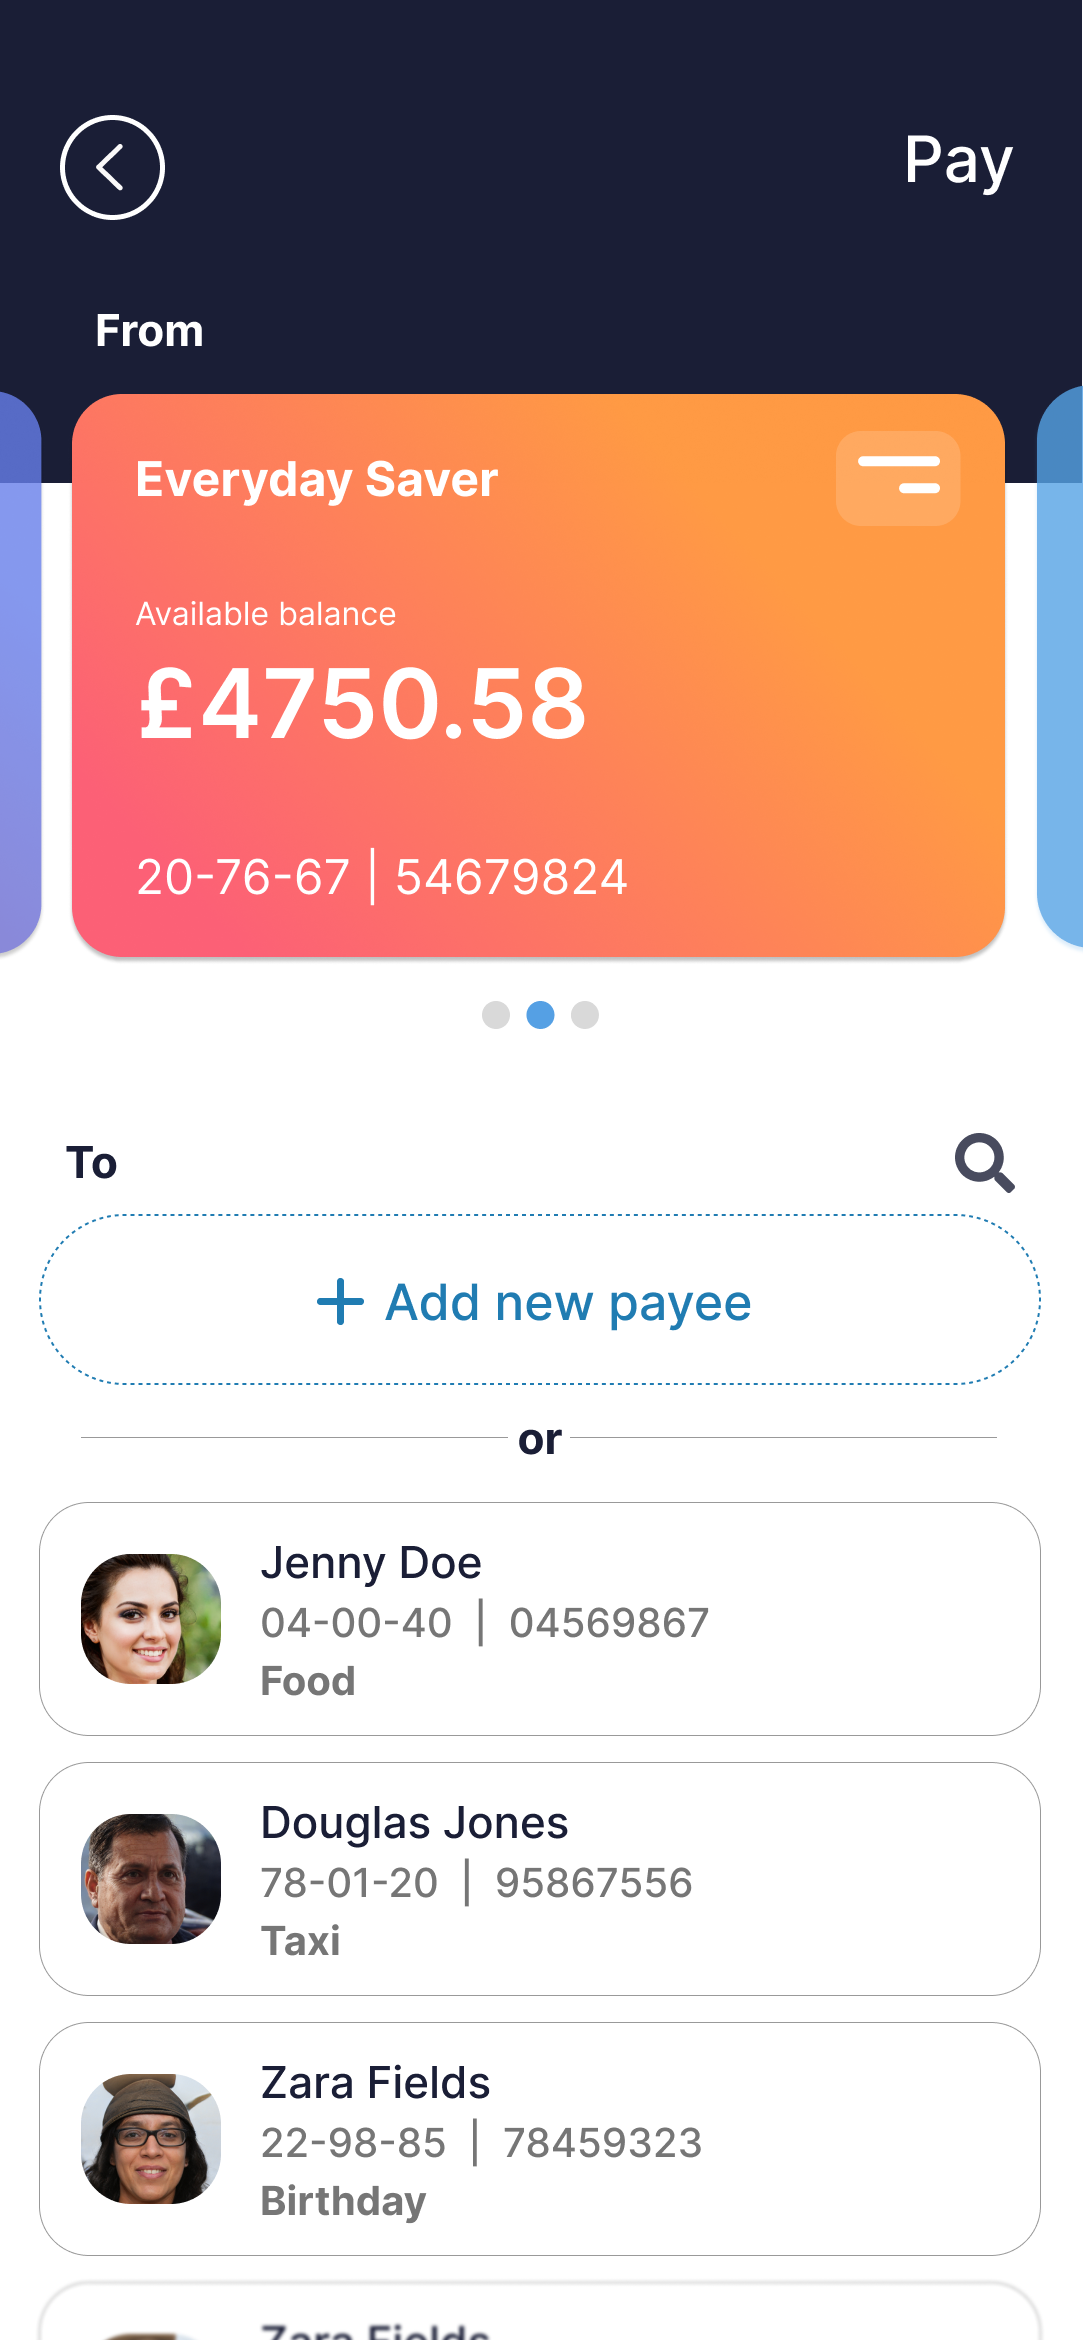 Pay
From
Everyday Saver
Available balance
£4750.58
20-76-67 | 54679824
To
+ Add new payee
or
Jenny Doe
04-00-40 | 04569867
Food
Douglas Jones
78-01-20 | 95867556
Taxi
Zara Fields
22-98-85 | 78459323
Birthday
Zara Fields